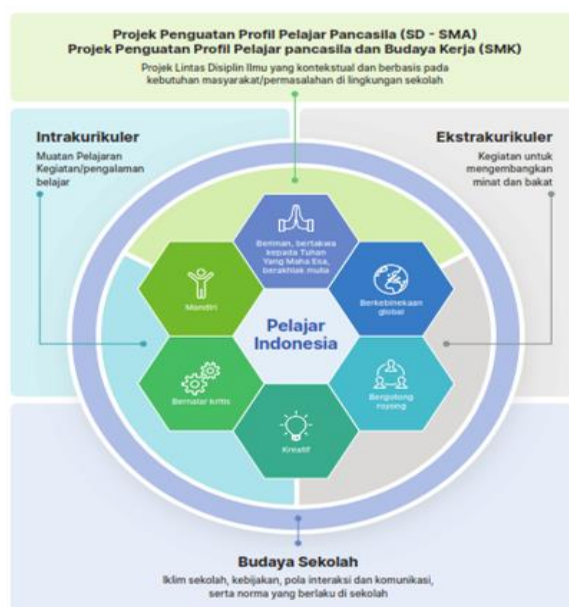 Projek Penguatan Profil Pelajar Pancasila (SD - SMA)
Projek Penguatan Profil Pelajar pancasila dan Budaya Kerja (SMK)
Projek Lintas Disiplin Ilmu yang kontekstual dan berbasis pada
kebutuhan masyarakat/permasalahan di lingkungan sekolah
Intrakurikuler
Muatan Pelajaran
Kegiatan/pengalaman
belajar
Ekstrakurikuler
Kegiatan untuk
mengembangkan
minat dan bakat
Beriman, bertakwa
kepada Tuhan
Yang Maha Esa,
berakhlak mulia
Mandiri
Berkebinekaan
global
Pelajar
Indonesia
Bernalar kritis
Bergotong
royong
Kreatif
Budaya Sekolah
Iklim sekolah, kebijakan, pola interaksi dan komunikasi,
serta norma yang berlaku di sekolah